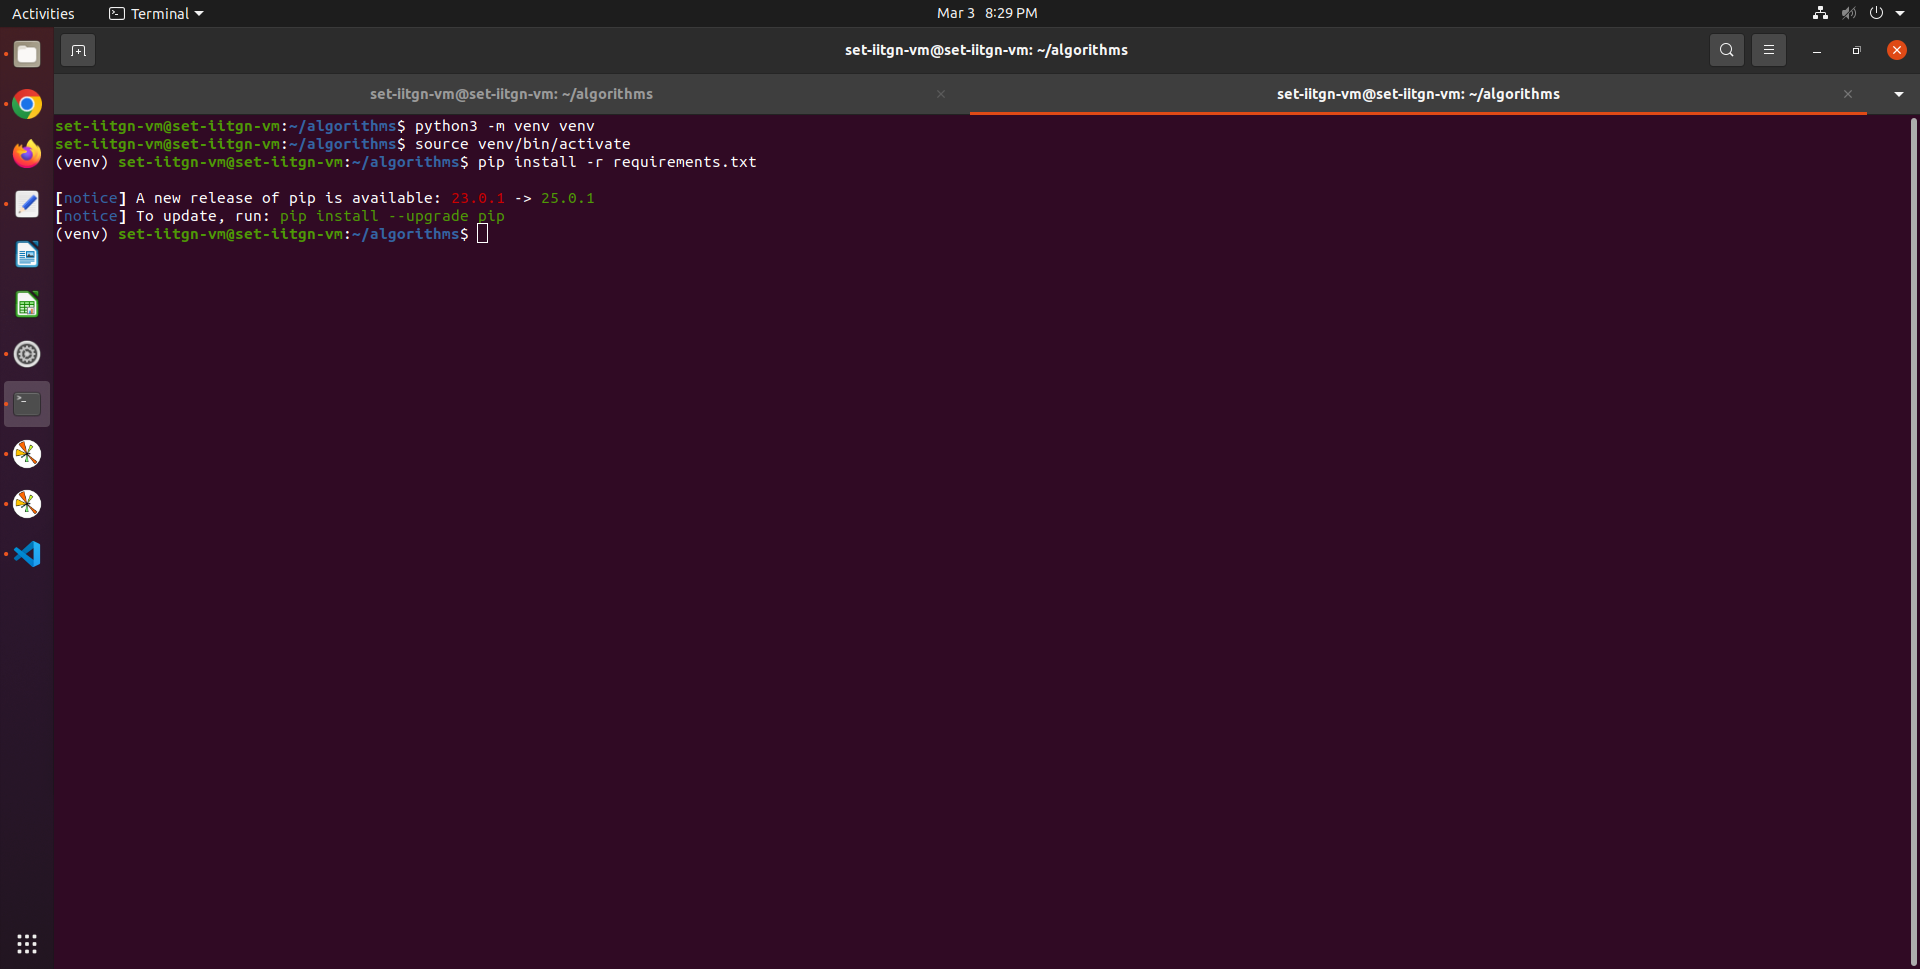 Activities Terminal Mar 3 8:29 PM
set-iitgn-vm@set-iitgn-vm: ~/algorithms
set-iitgn-vm@set-iitgn-vm: ~/algorithms set-iitgn-vm@set-iitgn-vm: ~/algorithms
set-iitgn-vm@set-iitgn-vm:~/algorithms$ python3 -m venv venv
set-iitgn-vm@set-iitgn-vm:~/algorithms$ source venv/bin/activate
(venv) set-iitgn-vm@set-iitgn-vm:~/algorithms$ pip install -r requirements.txt
[notice] A new release of pip is available: 23.0.1 -> 25.0.1
[notice] To update, run: pip install --upgrade pip
(venv) set-iitgn-vm@set-iitgn-vm:~/algorithms$